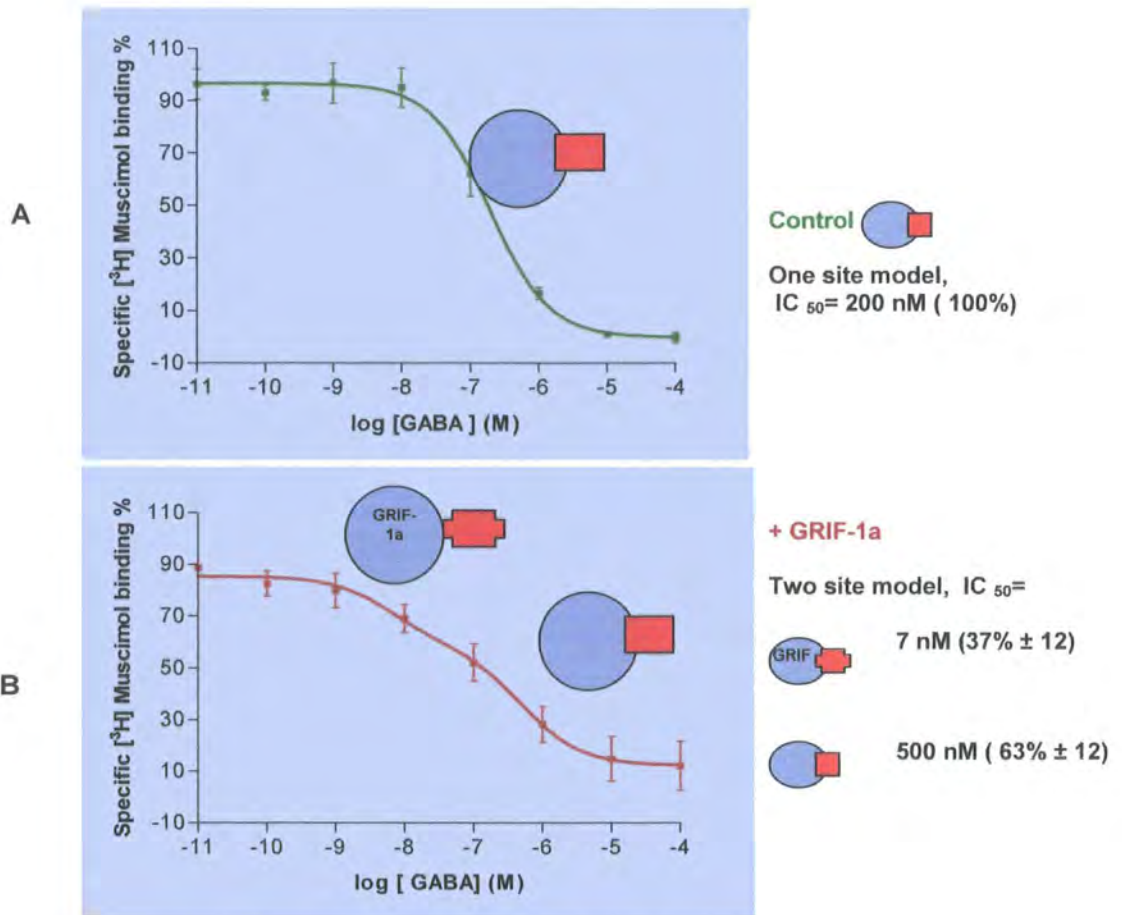 A
Specific [³H] Muscimol binding %
110
90
70
50
30
10
-10
-11
-10
-9
-8
-7
-6
-5
-4
log [GABA ] (M)
Control
One site model,
IC 50= 200 nM ( 100%)
B
Specific [³H] Muscimol binding %
110
90
70
50
30
10
-10
-11
-10
-9
-8
-7
-6
-5
-4
log [ GABA] (M)
GRIF-
1a
+ GRIF-1a
Two site model, IC 50=
GRIF
7 nM (37% ± 12)
500 nM ( 63% ± 12)